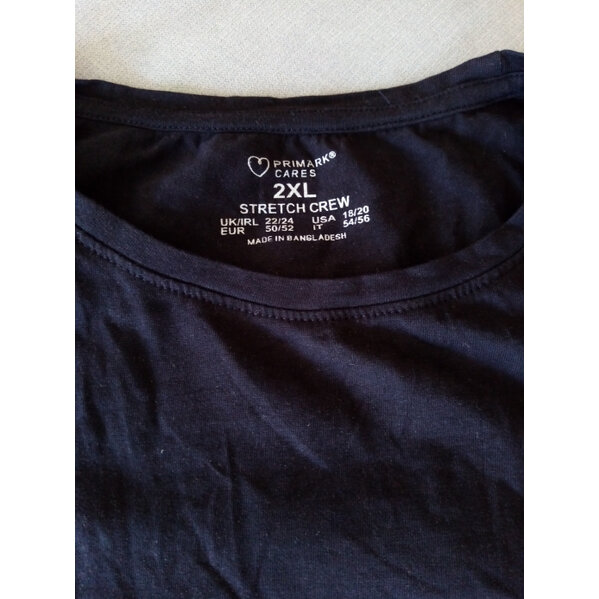 PRIMARK®
CARES
2XL
STRETCH CREW
UK/IRL 22/24 USA 18/20
EUR 50/52 IT 54/56
MADE IN BANGLADESH